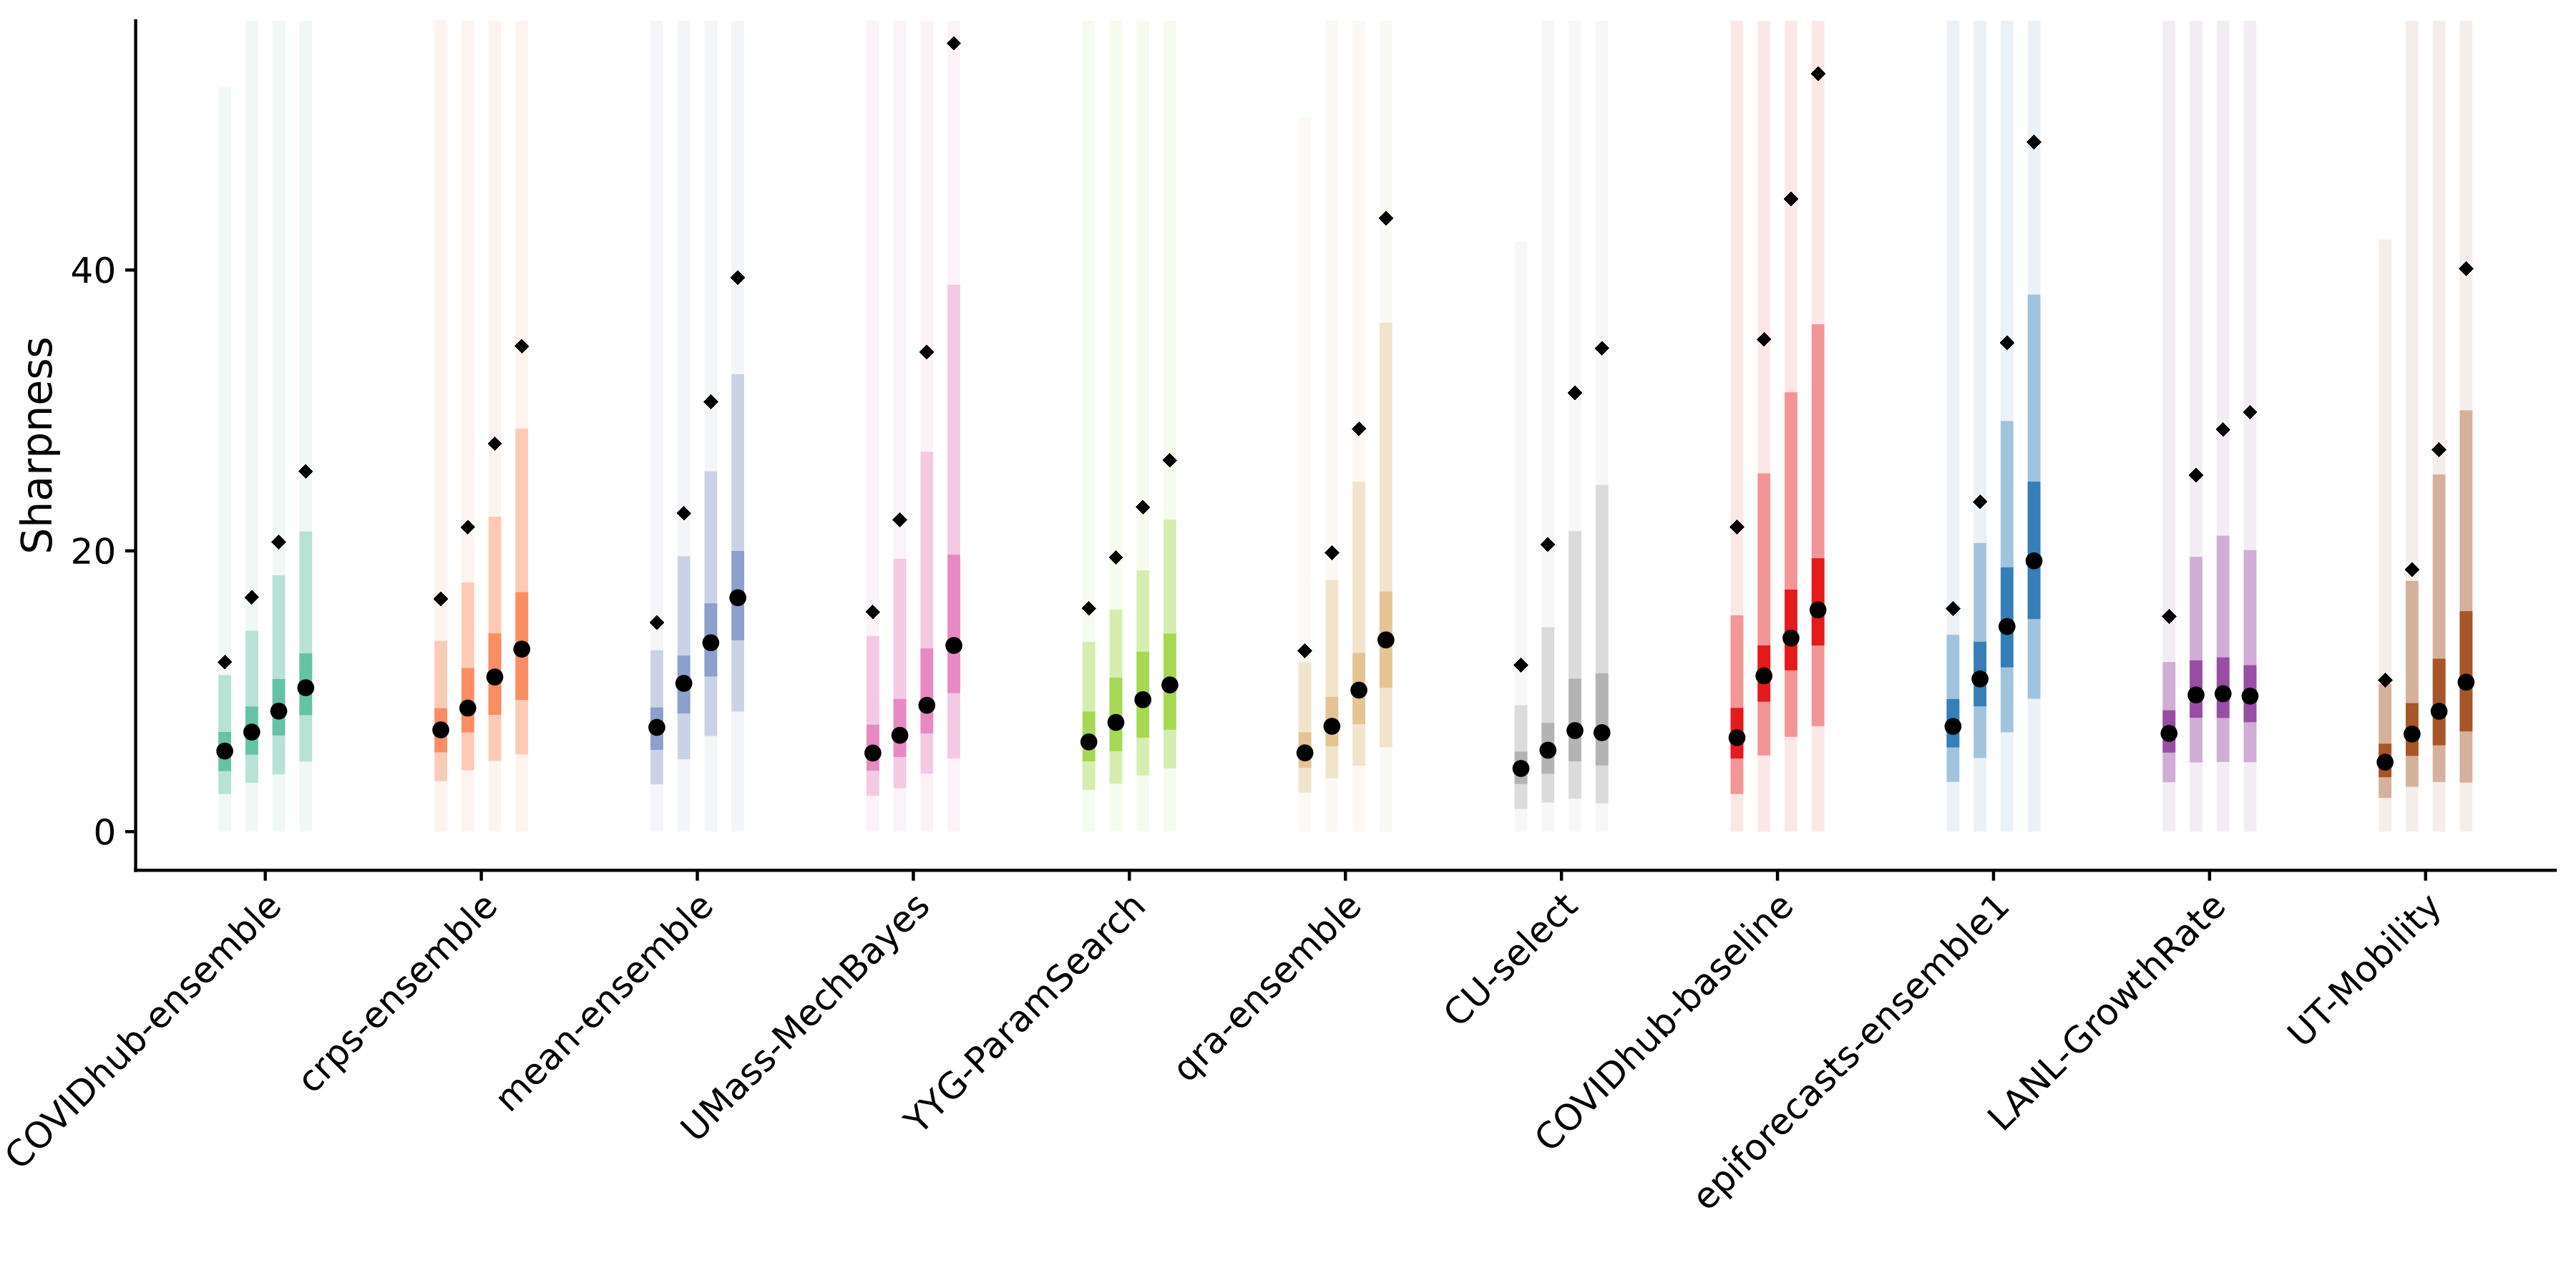 Sharpness
40
20
0
COVIDhub-ensemble
crps-ensemble
mean-ensemble
UMass-MechBayes
YYG-ParamSearch
qra-ensemble
CU-select
COVIDhub-baseline
epiforecasts-ensemble1
LANL-GrowthRate
UT-Mobility